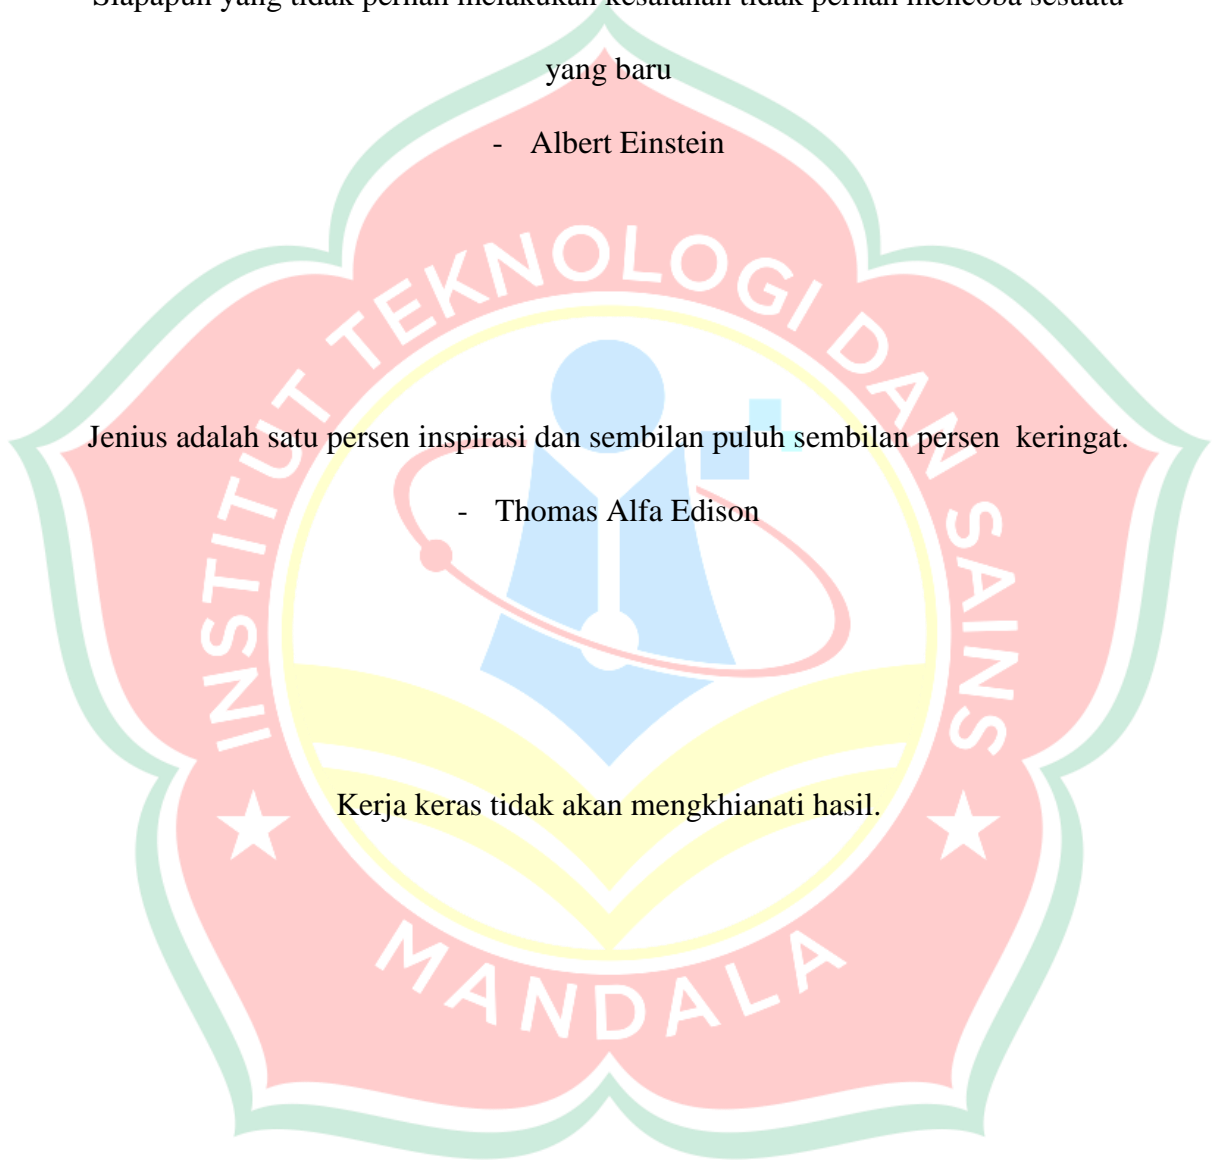 Siapapun yang tidak pernah melakukan kesalahan tidak pernah mencoba sesuatu
yang baru
- Albert Einstein
INSTITUT TEKNOLOGI DAN SAINS
Jenius adalah satu persen inspirasi dan sembilan puluh sembilan persen keringat.
- Thomas Alfa Edison
Kerja keras tidak akan mengkhianati hasil.
MANDALA